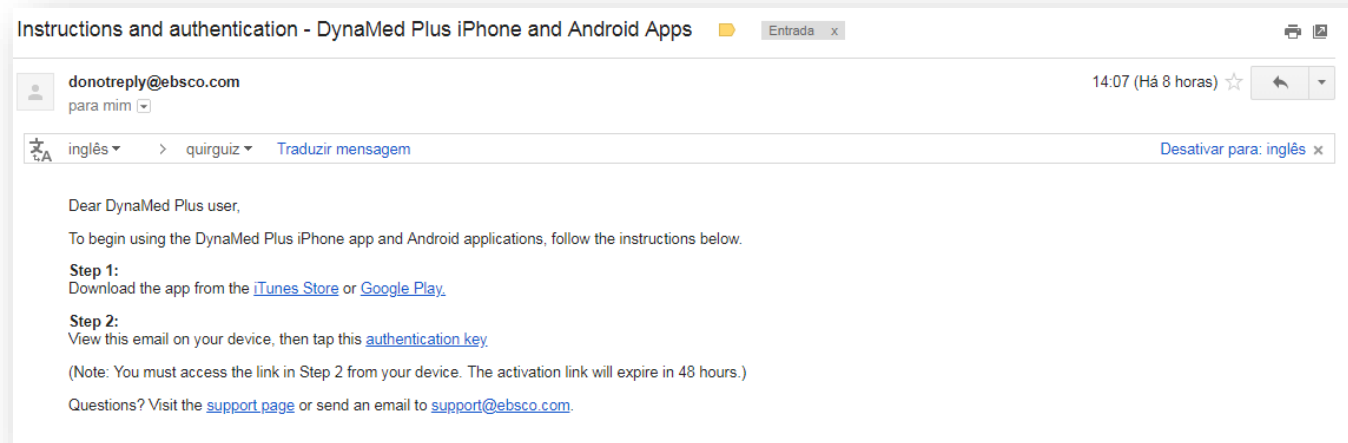 Instructions and authentication - DynaMed Plus iPhone and Android Apps Entrada x
donotreply@ebsco.com 14:07 (Há 8 horas)
para mim
inglês > quirguiz Traduzir mensagem Desativar para: inglês x
Dear DynaMed Plus user,
To begin using the DynaMed Plus iPhone app and Android applications, follow the instructions below.
Step 1:
Download the app from the iTunes Store or Google Play.
Step 2:
View this email on your device, then tap this authentication key
(Note: You must access the link in Step 2 from your device. The activation link will expire in 48 hours.)
Questions? Visit the support page or send an email to support@ebsco.com.